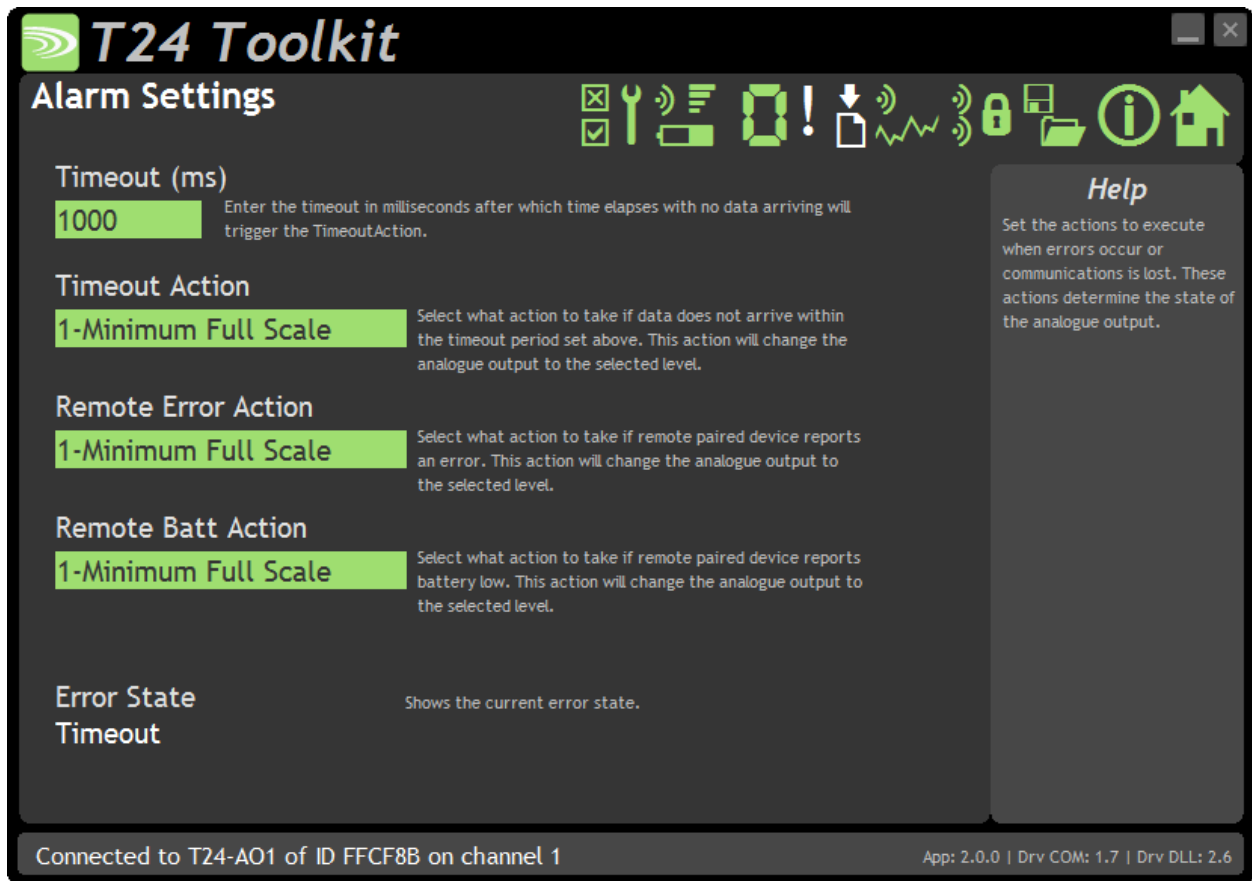 T24 Toolkit
Alarm Settings
Timeout (ms)
1000
Enter the timeout in milliseconds after which time elapses with no data arriving will
trigger the TimeoutAction.
Timeout Action
1-Minimum Full Scale
Select what action to take if data does not arrive within
the timeout period set above. This action will change the
analogue output to the selected level.
Remote Error Action
1-Minimum Full Scale
Select what action to take if remote paired device reports
an error. This action will change the analogue output to
the selected level.
Remote Batt Action
1-Minimum Full Scale
Select what action to take if remote paired device reports
battery low. This action will change the analogue output to
the selected level.
Error State
Shows the current error state.
Timeout
Help
Set the actions to execute
when errors occur or
communications is lost. These
actions determine the state of
the analogue output.
Connected to T24-AO1 of ID FFCF8B on channel 1
App: 2.0.0 | Drv COM: 1.7 | Drv DLL: 2.6